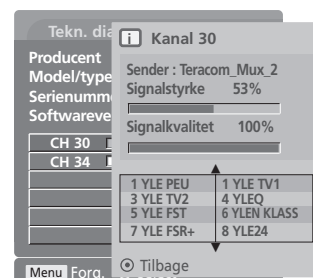 Tekn. dia
i Kanal 30
Producent
Model/type
Serienumm
Softwareve
Sender : Teracom_Mux_2
Signalstyrke 53%
Signalkvalitet 100%
CH 30
CH 34
1 YLE PEU 1 YLE TV1
3 YLE TV2 4 YLEQ
5 YLE FST 6 YLEN KLASS
7 YLE FSR+ 8 YLE24
Tilbage
Menu Forg.